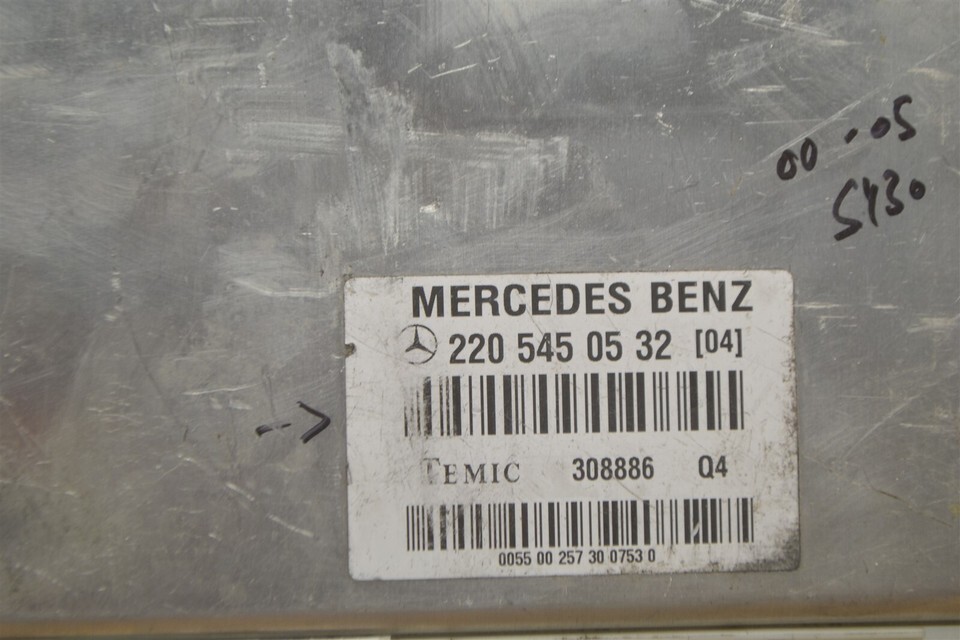 00-05
S430
MERCEDES BENZ
220 545 05 32 [04]
TEMIC 308886 Q4
0055 00 257 30 0753 0